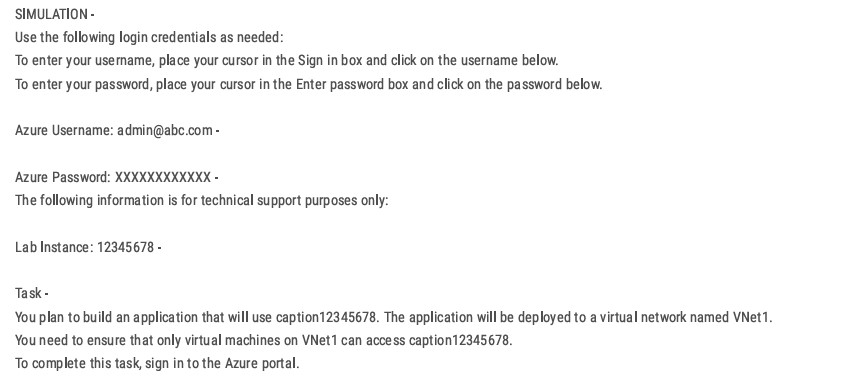 SIMULATION -
Use the following login credentials as needed:
To enter your username, place your cursor in the Sign in box and click on the username below.
To enter your password, place your cursor in the Enter password box and click on the password below.
Azure Username: admin@abc.com -
Azure Password: XXXXXXXXXXXX -
The following information is for technical support purposes only:
Lab Instance: 12345678 -
Task -
You plan to build an application that will use caption12345678. The application will be deployed to a virtual network named VNet1.
You need to ensure that only virtual machines on VNet1 can access caption12345678.
To complete this task, sign in to the Azure portal.